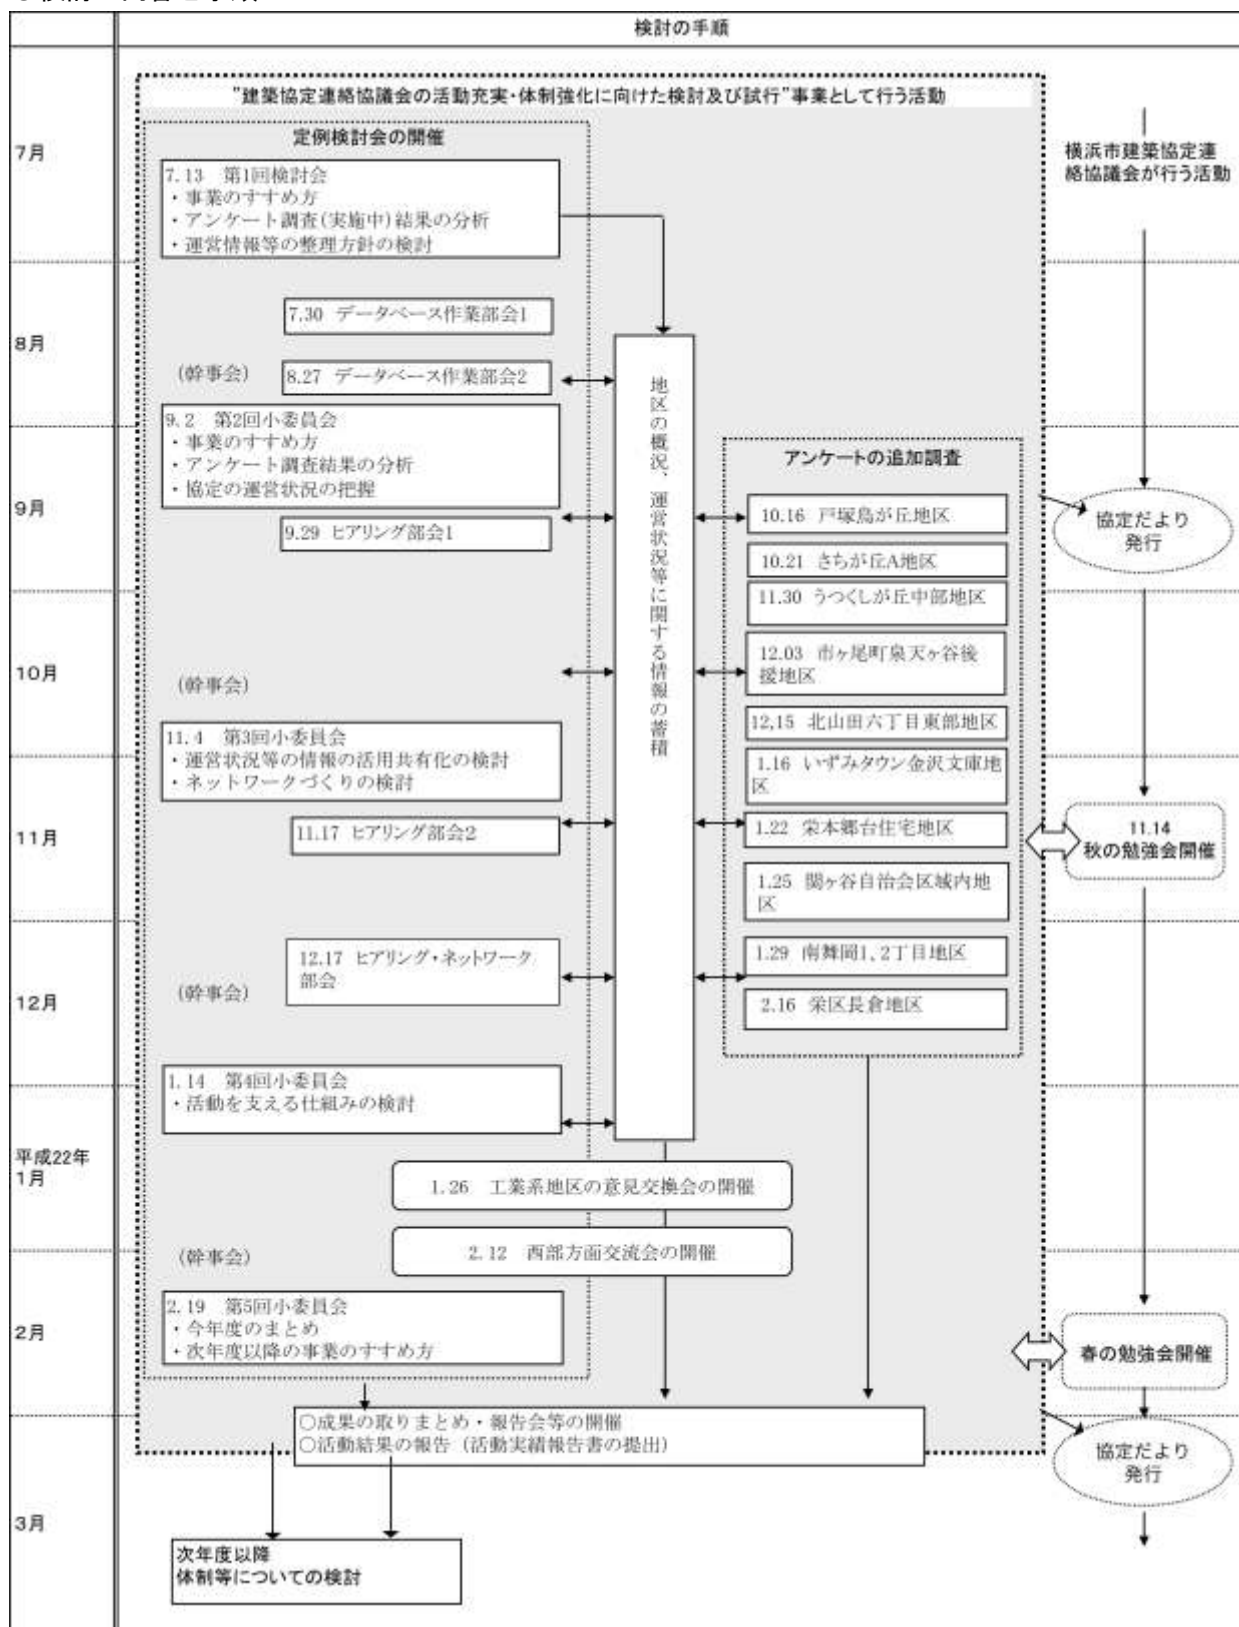 検討の手順
"建築協定連絡協議会の活動充実・体制強化に向けた検討及び試行"事業として行う活動
定例検討会の開催
7月
7.13 第1回検討会
・事業のすすめ方
・アンケート調査(実施中)結果の分析
・運営情報等の整理方針の検討
横浜市建築協定連
絡協議会が行う活動
7.30 データベース作業部会1
8月
(幹事会)
8.27 データベース作業部会2
地区の概況、運営状況等に関する情報の蓄積
9.2 第2回小委員会
・事業のすすめ方
・アンケート調査結果の分析
・協定の運営状況の把握
9月
9.29 ヒアリング部会1
アンケートの追加調査
10.16 戸塚鳥が丘地区
10.21 さちが丘A地区
11.30 うつくしが丘中部地区
12.03 市ヶ尾町泉天ヶ谷後
援地区
12,15 北山田六丁目東部地区
1.16 いずみタウン金沢文庫地
区
1.22 栄本郷台住宅地区
1.25 関ヶ谷自治会区域内地
区
1.29 南舞岡1、2丁目地区
2.16 栄区長倉地区
協定だより
発行
10月
(幹事会)
11.4 第3回小委員会
・運営状況等の情報の活用共有化の検討
・ネットワークづくりの検討
11月
11.17 ヒアリング部会2
11.14
秋の勉強会開催
12月
(幹事会)
12.17 ヒアリング・ネットワーク
部会
1.14 第4回小委員会
・活動を支える仕組みの検討
平成22年
1月
1.26 工業系地区の意見交換会の開催
2.12 西部方面交流会の開催
(幹事会)
2月
2.19 第5回小委員会
・今年度のまとめ
・次年度以降の事業のすすめ方
春の勉強会開催
○成果の取りまとめ・報告会等の開催
○活動結果の報告（活動実績報告書の提出）
協定だより
発行
3月
次年度以降
体制等についての検討